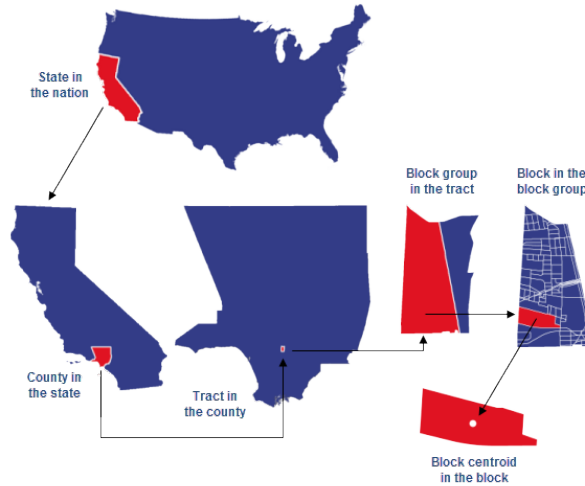 State in
the nation
Block group
in the tract
Block in the
block group
County in
the state
Tract in
the county
Block centroid
in the block